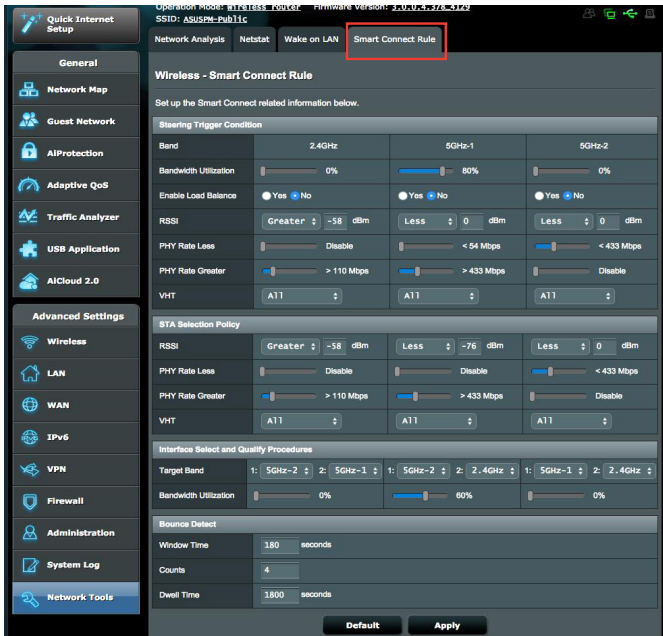 Quick Internet
Setup
General
Network Map
Guest Network
AiProtection
Adaptive QoS
Traffic Analyzer
USB Application
AiCloud 2.0
Advanced Settings
Wireless
LAN
WAN
IPv6
VPN
Firewall
Administration
System Log
Network Tools
Operation Mode: Wireless router Firmware Version: 3.0.0.4.378_4129
SSID: ASUSPM-Public
Network Analysis Netstat Wake on LAN Smart Connect Rule
Wireless - Smart Connect Rule
Set up the Smart Connect related information below.
Steering Trigger Condition
Band 2.4GHz 5GHz-1 5GHz-2
Bandwidth Utilization 0% 80% 0%
Enable Load Balance Yes No Yes No Yes No
RSSI Greater -58 dBm Less 0 dBm Less 0 dBm
PHY Rate Less Disable < 54 Mbps < 433 Mbps
PHY Rate Greater > 110 Mbps > 433 Mbps Disable
VHT All All All
STA Selection Policy
RSSI Greater -58 dBm Less -76 dBm Less 0 dBm
PHY Rate Less Disable Disable < 433 Mbps
PHY Rate Greater > 110 Mbps > 433 Mbps Disable
VHT All All All
Interface Select and Qualify Procedures
Target Band 1: 5GHz-2 2: 5GHz-1 1: 5GHz-2 2: 2.4GHz 1: 5GHz-1 2: 2.4GHz
Bandwidth Utilization 0% 60% 0%
Bounce Detect
Window Time 180 seconds
Counts 4
Dwell Time 1800 seconds
Default Apply